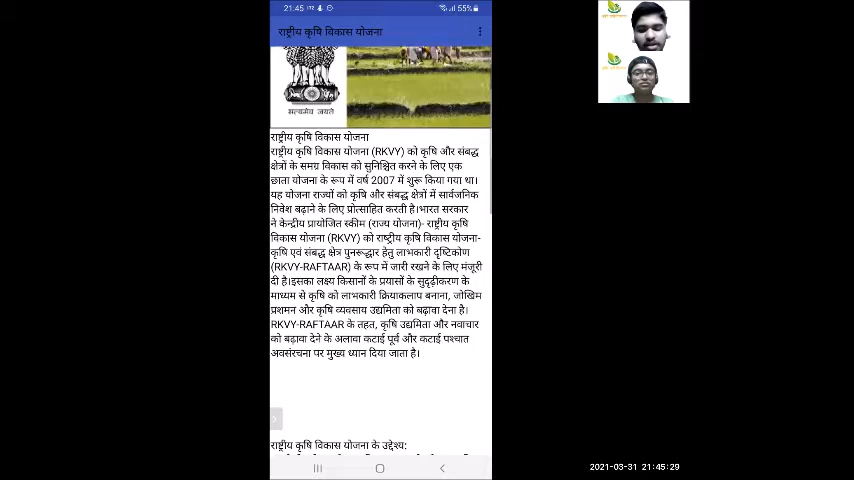 21:45
55%
राष्ट्रीय कृषि विकास योजना
सत्यमेव जयते
राष्ट्रीय कृषि विकास योजना
राष्ट्रीय कृषि विकास योजना (RKVY) को कृषि और संबद्ध
क्षेत्रों के समग्र विकास को सुनिश्चित करने के लिए एक
छाता योजना के रूप में वर्ष 2007 में शुरू किया गया था।
यह योजना राज्यों को कृषि और संबद्ध क्षेत्रों में सार्वजनिक
निवेश बढ़ाने के लिए प्रोत्साहित करती है।भारत सरकार
ने केन्द्रीय प्रायोजित स्कीम (राज्य योजना)- राष्ट्रीय कृषि
विकास योजना (RKVY) को राष्ट्रीय कृषि विकास योजना-
कृषि एवं संबद्ध क्षेत्र पुनरूद्धार हेतु लाभकारी दृष्टिकोण
(RKVY-RAFTAAR) के रूप में जारी रखने के लिए मंजूरी
दी है।इसका लक्ष्य किसानों के प्रयासों के सुदृढ़ीकरण के
माध्यम से कृषि को लाभकारी क्रियाकलाप बनाना, जोखिम
प्रशमन और कृषि व्यवसाय उद्यमिता को बढ़ावा देना है।
RKVY-RAFTAAR के तहत, कृषि उद्यमिता और नवाचार
को बढ़ावा देने के अलावा कटाई पूर्व और कटाई पश्चात
अवसंरचना पर मुख्य ध्यान दिया जाता है।
राष्ट्रीय कृषि विकास योजना के उद्देश्य:
2021-03-31 21:45:29